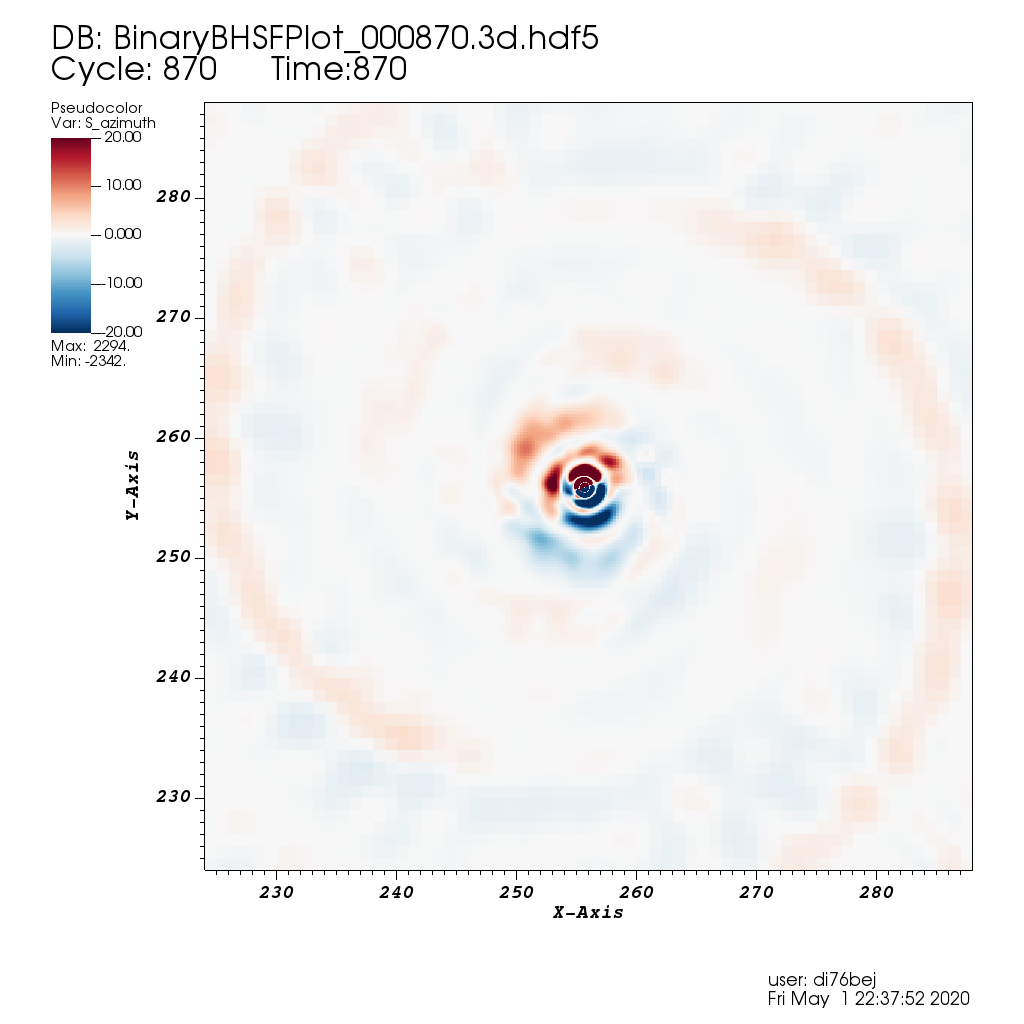 DB: BinaryBHSFPlot_000870.3d.hdf5
Cycle: 870 Time:870
Pseudocolor
Var: S_azimuth
20.00
10.00
0.000
-10.00
-20.00
Max: 2294.
Min: -2342.
280
270
260
250
240
230
Y-Axis
230 240 250 260 270 280
X-Axis
user: di76bej
Fri May 1 22:37:52 2020